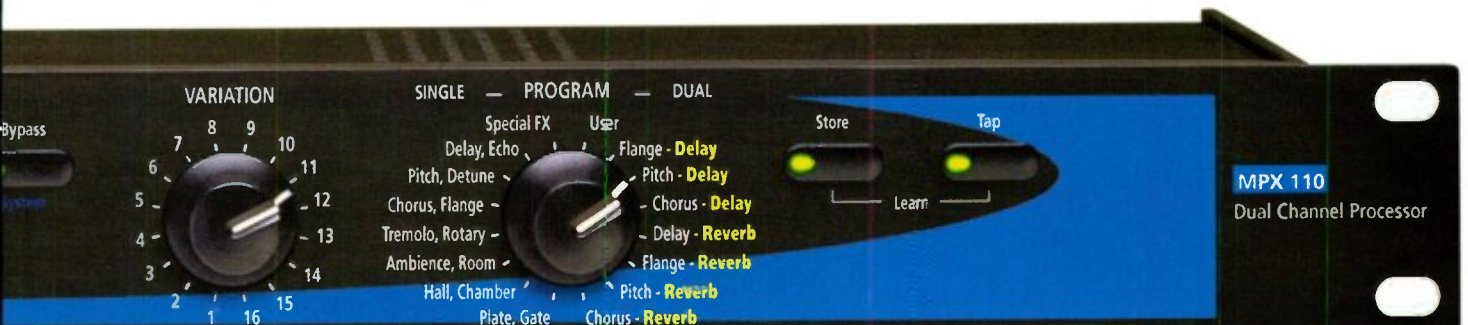 Bypass
System
VARIATION
1
2
3
4
5
6
7
8
9
10
11
12
13
14
15
16
SINGLE — PROGRAM — DUAL
Special FX
Delay, Echo
Pitch, Detune
Chorus, Flange
Tremolo, Rotary
Ambience, Room
Hall, Chamber
Plate, Gate
User
Flange - Delay
Pitch - Delay
Chorus - Delay
Delay - Reverb
Flange - Reverb
Pitch - Reverb
Chorus - Reverb
Store
Tap
Learn
MPX 110
Dual Channel Processor